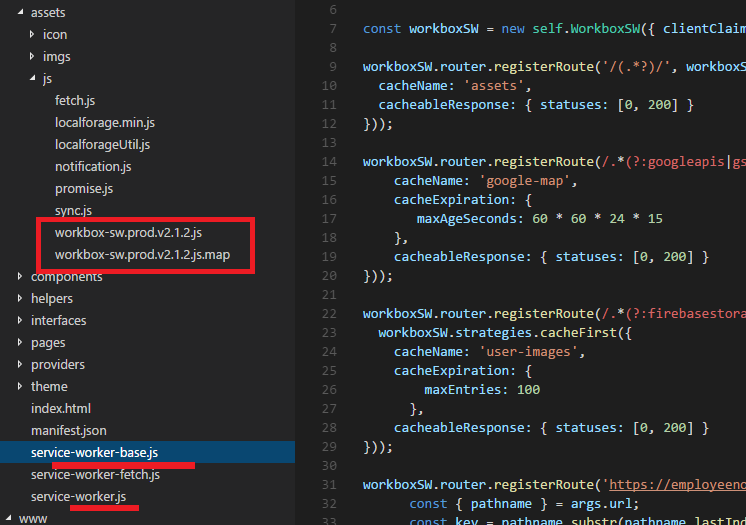 assets
icon
imgs
js
fetch.js
localforage.min.js
localforageUtil.js
notification.js
promise.js
sync.js
workbox-sw.prod.v2.1.2.js
workbox-sw.prod.v2.1.2.js.map
components
helpers
interfaces
pages
providers
theme
index.html
manifest.json
service-worker-base.js
service-worker-fetch.js
service-worker.js
www
6
7 const workboxSW = new self.WorkboxSW({ clientClaim
8
9 workboxSW.router.registerRoute('/(.*?)/', workboxS
10 cacheName: 'assets',
11 cacheableResponse: { statuses: [0, 200] }
12 }));
13
14 workboxSW.router.registerRoute(/.*(?:googleapis|gs
15 cacheName: 'google-map',
16 cacheExpiration: {
17 maxAgeSeconds: 60 * 60 * 24 * 15
18 },
19 cacheableResponse: { statuses: [0, 200] }
20 }));
21
22 workboxSW.router.registerRoute(/.*(?:firebasestora
23 workboxSW.strategies.cacheFirst({
24 cacheName: 'user-images',
25 cacheExpiration: {
26 maxEntries: 100
27 },
28 cacheableResponse: { statuses: [0, 200] }
29 }));
30
31 workboxSW.router.registerRoute('https://employeeno
32 const { pathname } = args.url;
33 const key = pathname.substr(pathname.lastInd